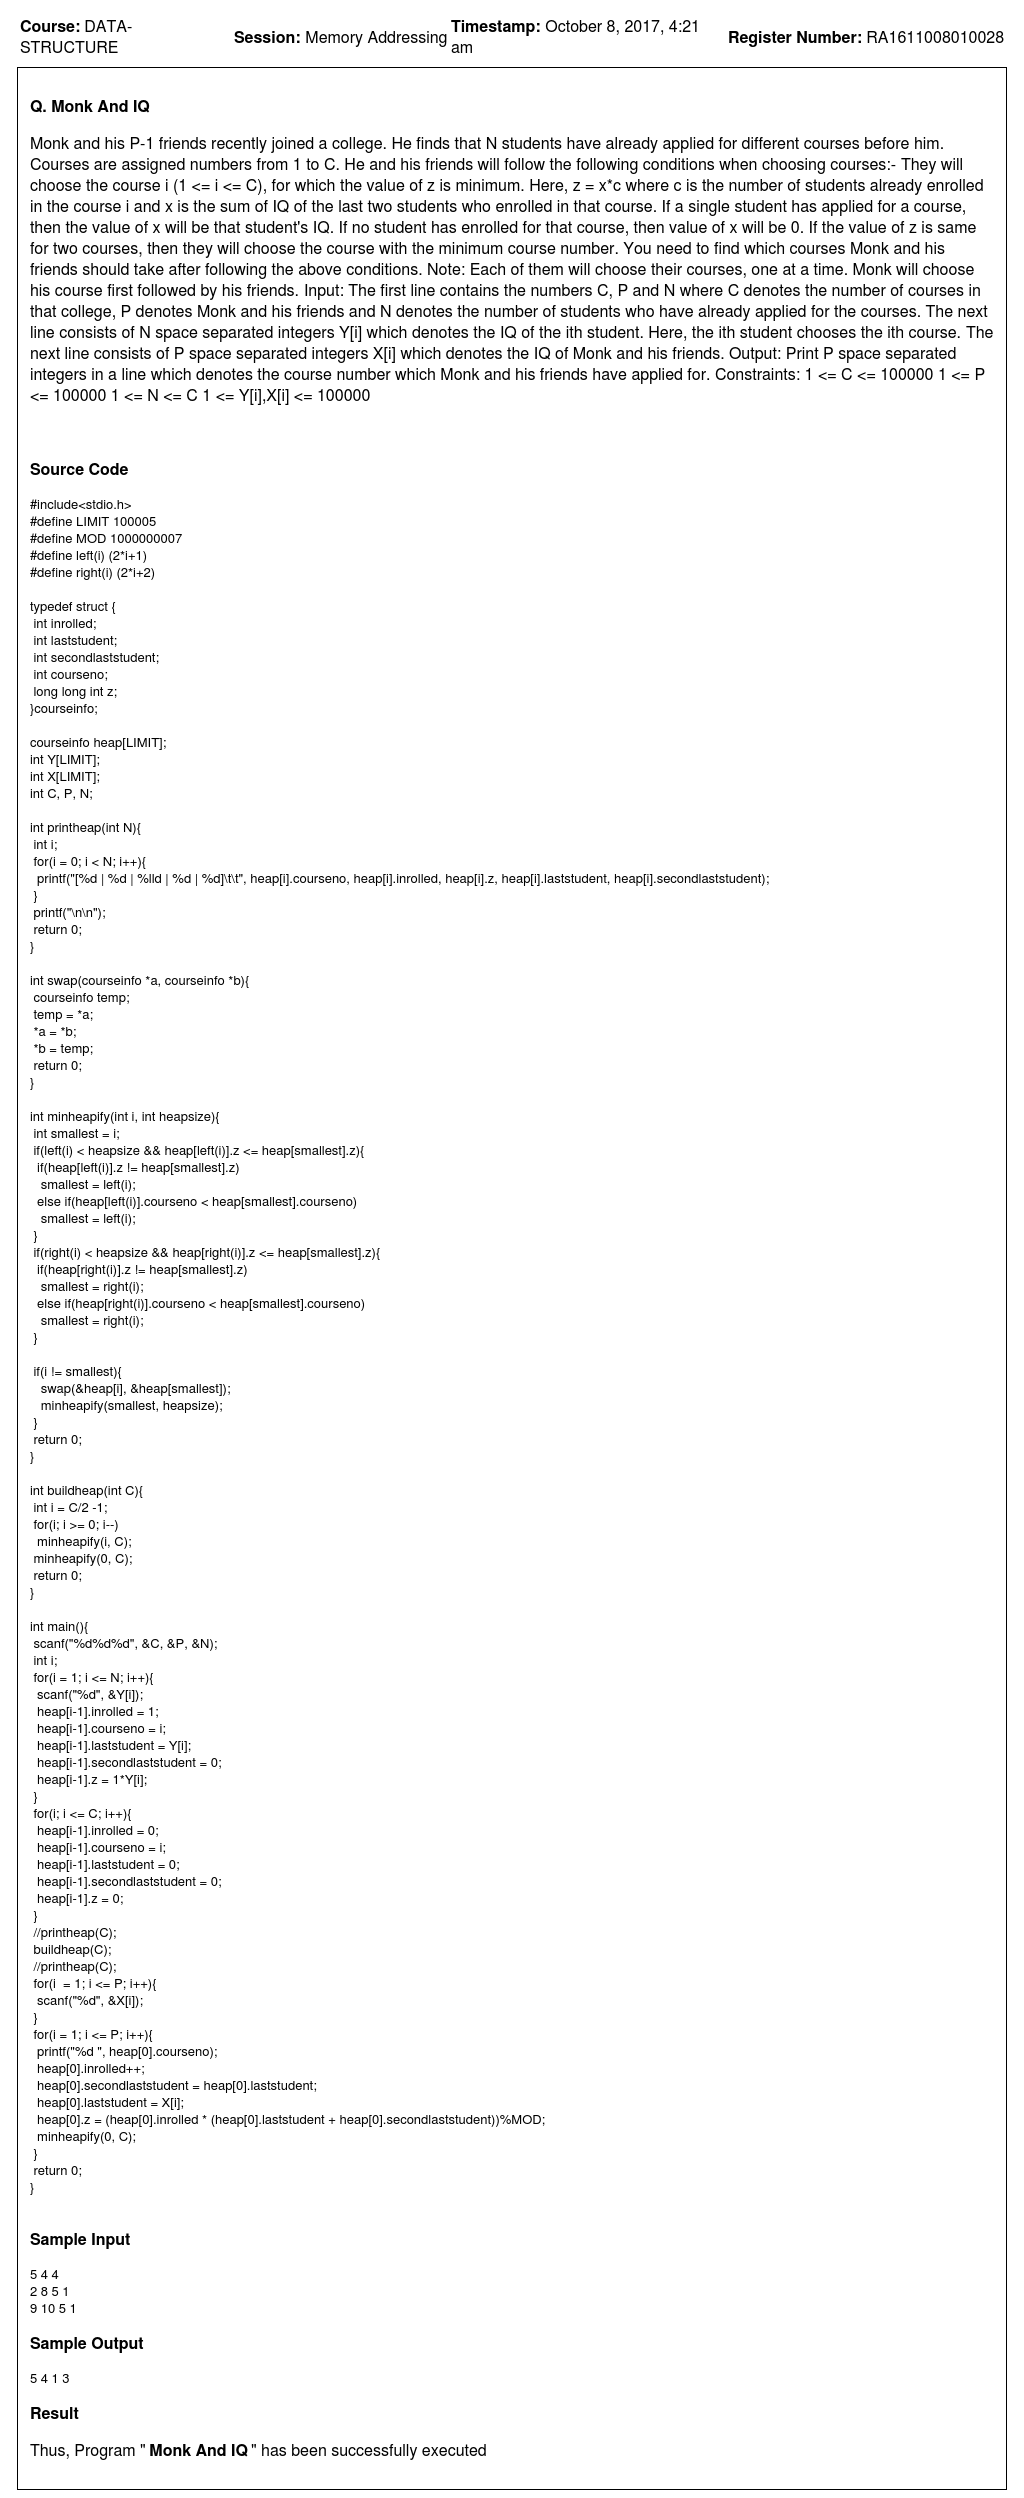 Course: DATA-
STRUCTURE
Session: Memory Addressing
Timestamp: October 8, 2017, 4:21
am
Register Number: RA1611008010028
Q. Monk And IQ
Monk and his P-1 friends recently joined a college. He finds that N students have already applied for different courses before him.
Courses are assigned numbers from 1 to C. He and his friends will follow the following conditions when choosing courses:- They will
choose the course i (1 <= i <= C), for which the value of z is minimum. Here, z = x*c where c is the number of students already enrolled
in the course i and x is the sum of IQ of the last two students who enrolled in that course. If a single student has applied for a course,
then the value of x will be that student's IQ. If no student has enrolled for that course, then value of x will be 0. If the value of z is same
for two courses, then they will choose the course with the minimum course number. You need to find which courses Monk and his
friends should take after following the above conditions. Note: Each of them will choose their courses, one at a time. Monk will choose
his course first followed by his friends. Input: The first line contains the numbers C, P and N where C denotes the number of courses in
that college, P denotes Monk and his friends and N denotes the number of students who have already applied for the courses. The next
line consists of N space separated integers Y[i] which denotes the IQ of the ith student. Here, the ith student chooses the ith course. The
next line consists of P space separated integers X[i] which denotes the IQ of Monk and his friends. Output: Print P space separated
integers in a line which denotes the course number which Monk and his friends have applied for. Constraints: 1 <= C <= 100000 1 <= P
<= 100000 1 <= N <= C 1 <= Y[i],X[i] <= 100000
Source Code
#include<stdio.h>
#define LIMIT 100005
#define MOD 1000000007
#define left(i) (2*i+1)
#define right(i) (2*i+2)
typedef struct {
int inrolled;
int laststudent;
int secondlaststudent;
int courseno;
long long int z;
}courseinfo;
courseinfo heap[LIMIT];
int Y[LIMIT];
int X[LIMIT];
int C, P, N;
int printheap(int N){
int i;
for(i = 0; i < N; i++){
printf("[%d | %d | %lld | %d | %d]\t\t", heap[i].courseno, heap[i].inrolled, heap[i].z, heap[i].laststudent, heap[i].secondlaststudent);
}
printf("\n\n");
return 0;
}
int swap(courseinfo *a, courseinfo *b){
courseinfo temp;
temp = *a;
*a = *b;
*b = temp;
return 0;
}
int minheapify(int i, int heapsize){
int smallest = i;
if(left(i) < heapsize && heap[left(i)].z <= heap[smallest].z){
if(heap[left(i)].z != heap[smallest].z)
smallest = left(i);
else if(heap[left(i)].courseno < heap[smallest].courseno)
smallest = left(i);
}
if(right(i) < heapsize && heap[right(i)].z <= heap[smallest].z){
if(heap[right(i)].z != heap[smallest].z)
smallest = right(i);
else if(heap[right(i)].courseno < heap[smallest].courseno)
smallest = right(i);
}
if(i != smallest){
swap(&heap[i], &heap[smallest]);
minheapify(smallest, heapsize);
}
return 0;
}
int buildheap(int C){
int i = C/2 -1;
for(i; i >= 0; i--)
minheapify(i, C);
minheapify(0, C);
return 0;
}
int main(){
scanf("%d%d%d", &C, &P, &N);
int i;
for(i = 1; i <= N; i++){
scanf("%d", &Y[i]);
heap[i-1].inrolled = 1;
heap[i-1].courseno = i;
heap[i-1].laststudent = Y[i];
heap[i-1].secondlaststudent = 0;
heap[i-1].z = 1*Y[i];
}
for(i; i <= C; i++){
heap[i-1].inrolled = 0;
heap[i-1].courseno = i;
heap[i-1].laststudent = 0;
heap[i-1].secondlaststudent = 0;
heap[i-1].z = 0;
}
//printheap(C);
buildheap(C);
//printheap(C);
for(i  = 1; i <= P; i++){
scanf("%d", &X[i]);
}
for(i = 1; i <= P; i++){
printf("%d ", heap[0].courseno);
heap[0].inrolled++;
heap[0].secondlaststudent = heap[0].laststudent;
heap[0].laststudent = X[i];
heap[0].z = (heap[0].inrolled * (heap[0].laststudent + heap[0].secondlaststudent))%MOD;
minheapify(0, C);
}
return 0;
}
Sample Input
5 4 4
2 8 5 1
9 10 5 1
Sample Output
5 4 1 3
Result
Thus, Program " Monk And IQ " has been successfully executed